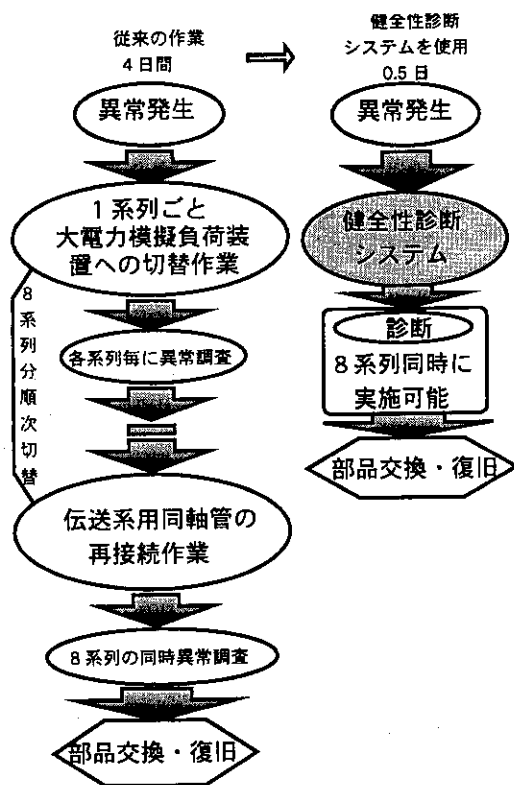 従来の作業
4日間
異常発生
1系列ごと
大電力模擬負荷装
置への切替作業
8系列分順次切替
各系列毎に異常調査
伝送系用同軸管の
再接続作業
8系列の同時異常調査
部品交換・復旧
健全性診断
システムを使用
0.5日
異常発生
健全性診断
システム
診断
8系列同時に
実施可能
部品交換・復旧